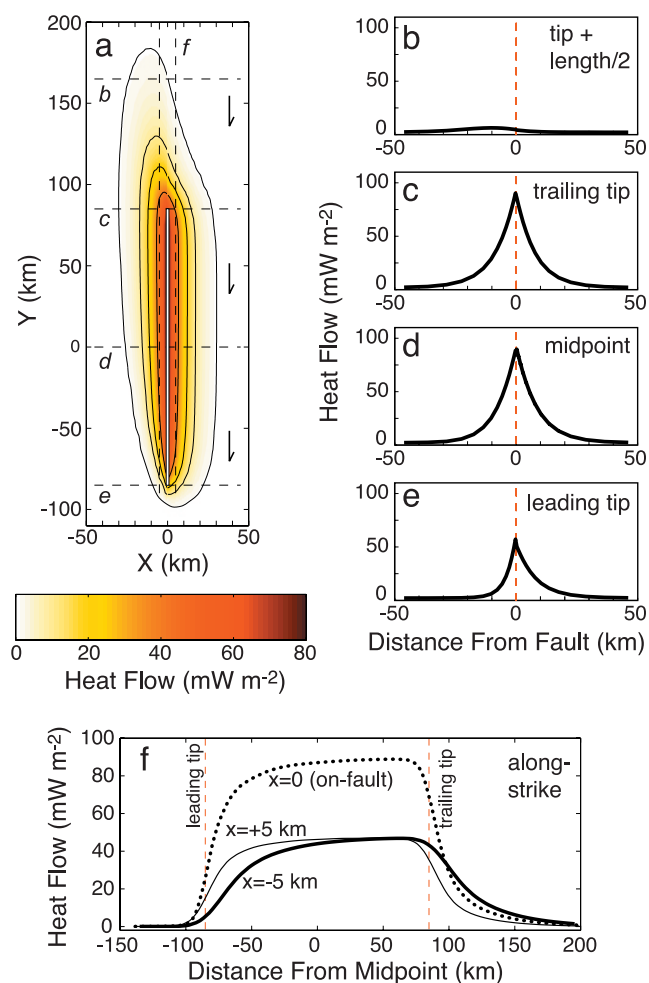 200
150
100
50
0
-50
-100
Y (km)
a
f
b
c
d
e
-50
0
50
X (km)
0
20
40
60
80
Heat Flow (mW m-2)
b
tip +
length/2
100
50
0
-50
0
50
c
trailing tip
100
50
0
-50
0
50
d
midpoint
100
50
0
-50
0
50
e
leading tip
100
50
0
-50
0
50
Heat Flow (mW m-2)
Distance From Fault (km)
f
along-
strike
leading tip
trailing tip
x=0 (on-fault)
x=+5 km
x=-5 km
100
80
60
40
20
0
Heat Flow (mW m-2)
-150
-100
-50
0
50
100
150
200
Distance From Midpoint (km)